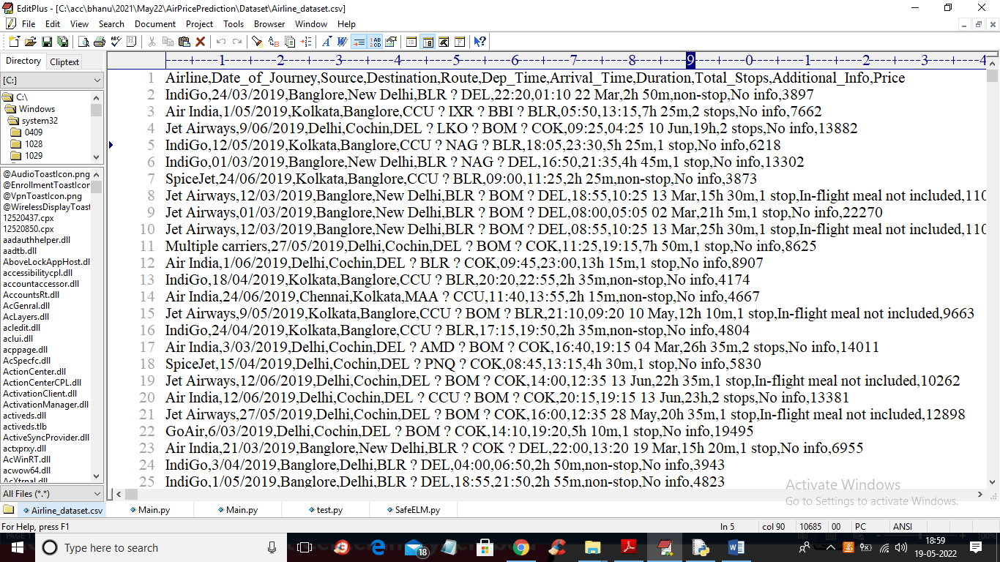 EditPlus - [C:\acc\bhanu\2021\May22\AirPricePrediction\Dataset\Airline_dataset.csv]
File Edit View Search Document Project Tools Browser Window Help
Directory Cliptext
[C:]
C:\
Windows
system32
0409
1028
1029
@AudioToastIcon.png
@EnrollmentToastIcor
@VpnToastIcon.png
@WirelessDisplayToast
12520437.cpx
12520850.cpx
aadauthhelper.dll
aadtb.dll
AboveLockAppHost.dl
accessibilitycpl.dll
accountaccessor.dll
AccountsRt.dll
AcGenral.dll
AcLayers.dll
acledit.dll
aclui.dll
acppage.dll
AcSpecfc.dll
ActionCenter.dll
ActionCenterCPL.dll
ActivationClient.dll
ActivationManager.dll
activeds.dll
activeds.tlb
ActiveSyncProvider.dll
actxprxy.dll
AcWinRT.dll
acwow64.dll
AcXtrnal.dll
All Files (*.*)
----+----1----+----2----+----3----+----4----+----5----+----6----+----7----+----8----+----9----+----0----+----1----+----2----+----3----+----4
1 Airline,Date_of_Journey,Source,Destination,Route,Dep_Time,Arrival_Time,Duration,Total_Stops,Additional_Info,Price
2 IndiGo,24/03/2019,Banglore,New Delhi,BLR ? DEL,22:20,01:10 22 Mar,2h 50m,non-stop,No info,3897
3 Air India,1/05/2019,Kolkata,Banglore,CCU ? IXR ? BBI ? BLR,05:50,13:15,7h 25m,2 stops,No info,7662
4 Jet Airways,9/06/2019,Delhi,Cochin,DEL ? LKO ? BOM ? COK,09:25,04:25 10 Jun,19h,2 stops,No info,13882
5 IndiGo,12/05/2019,Kolkata,Banglore,CCU ? NAG ? BLR,18:05,23:30,5h 25m,1 stop,No info,6218
6 IndiGo,01/03/2019,Banglore,New Delhi,BLR ? NAG ? DEL,16:50,21:35,4h 45m,1 stop,No info,13302
7 SpiceJet,24/06/2019,Kolkata,Banglore,CCU ? BLR,09:00,11:25,2h 25m,non-stop,No info,3873
8 Jet Airways,12/03/2019,Banglore,New Delhi,BLR ? BOM ? DEL,18:55,10:25 13 Mar,15h 30m,1 stop,In-flight meal not included,110
9 Jet Airways,01/03/2019,Banglore,New Delhi,BLR ? BOM ? DEL,08:00,05:05 02 Mar,21h 5m,1 stop,No info,22270
10 Jet Airways,12/03/2019,Banglore,New Delhi,BLR ? BOM ? DEL,08:55,10:25 13 Mar,25h 30m,1 stop,In-flight meal not included,110
11 Multiple carriers,27/05/2019,Delhi,Cochin,DEL ? BOM ? COK,11:25,19:15,7h 50m,1 stop,No info,8625
12 Air India,1/06/2019,Delhi,Cochin,DEL ? BLR ? COK,09:45,23:00,13h 15m,1 stop,No info,8907
13 IndiGo,18/04/2019,Kolkata,Banglore,CCU ? BLR,20:20,22:55,2h 35m,non-stop,No info,4174
14 Air India,24/06/2019,Chennai,Kolkata,MAA ? CCU,11:40,13:55,2h 15m,non-stop,No info,4667
15 Jet Airways,9/05/2019,Kolkata,Banglore,CCU ? BOM ? BLR,21:10,09:20 10 May,12h 10m,1 stop,In-flight meal not included,9663
16 IndiGo,24/04/2019,Kolkata,Banglore,CCU ? BLR,17:15,19:50,2h 35m,non-stop,No info,4804
17 Air India,3/03/2019,Delhi,Cochin,DEL ? AMD ? BOM ? COK,16:40,19:15 04 Mar,26h 35m,2 stops,No info,14011
18 SpiceJet,15/04/2019,Delhi,Cochin,DEL ? PNQ ? COK,08:45,13:15,4h 30m,1 stop,No info,5830
19 Jet Airways,12/06/2019,Delhi,Cochin,DEL ? BOM ? COK,14:00,12:35 13 Jun,22h 35m,1 stop,In-flight meal not included,10262
20 Air India,12/06/2019,Delhi,Cochin,DEL ? CCU ? BOM ? COK,20:15,19:15 13 Jun,23h,2 stops,No info,13381
21 Jet Airways,27/05/2019,Delhi,Cochin,DEL ? BOM ? COK,16:00,12:35 28 May,20h 35m,1 stop,In-flight meal not included,12898
22 GoAir,6/03/2019,Delhi,Cochin,DEL ? BOM ? COK,14:10,19:20,5h 10m,1 stop,No info,19495
23 Air India,21/03/2019,Banglore,New Delhi,BLR ? COK ? DEL,22:00,13:20 19 Mar,15h 20m,1 stop,No info,6955
24 IndiGo,3/04/2019,Banglore,Delhi,BLR ? DEL,04:00,06:50,2h 50m,non-stop,No info,3943
25 IndiGo,1/05/2019,Banglore,Delhi,BLR ? DEL,18:55,21:50,2h 55m,non-stop,No info,4823
Activate Windows
Go to Settings to activate Windows.
Airline_dataset.csv Main.py Main.py test.py SafeELM.py
For Help, press F1 ln 5 col 90 10685 00 PC ANSI
Type here to search
18
18:59
19-05-2022